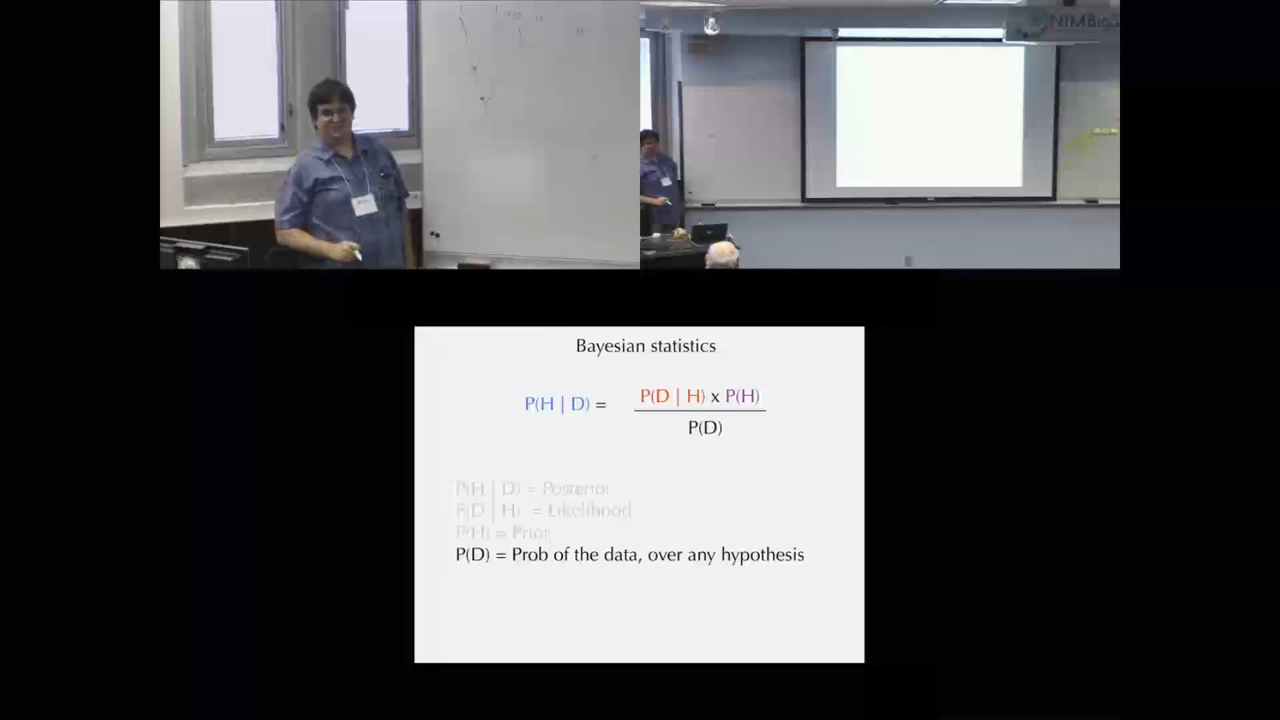 NIMBioS
Bayesian statistics
P(H | D) =
P(D | H) x P(H)
P(D)
P(H | D) = Posterior
P(D | H) = Likelihood
P(H) = Prior
P(D) = Prob of the data, over any hypothesis